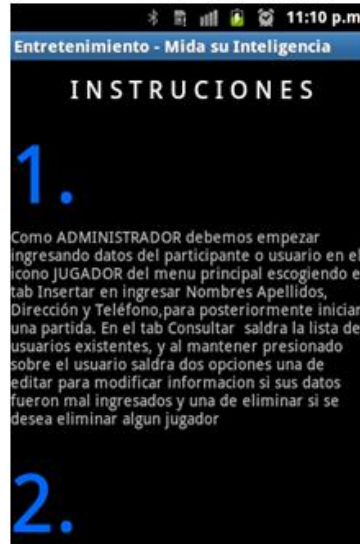 11:10 p.m
Entretenimiento - Mida su Inteligencia
INSTRUCIONES
1.
Como ADMINISTRADOR debemos empezar
ingresando datos del participante o usuario en el
icono JUGADOR del menu principal escogiendo e
tab Insertar en ingresar Nombres Apellidos,
Dirección y Teléfono,para posteriormente iniciar
una partida. En el tab Consultar saldra la lista de
usuarios existentes, y al mantener presionado
sobre el usuario saldra dos opciones una de
editar para modificar informacion si sus datos
fueron mal ingresados y una de eliminar si se
desea eliminar algun jugador
2.